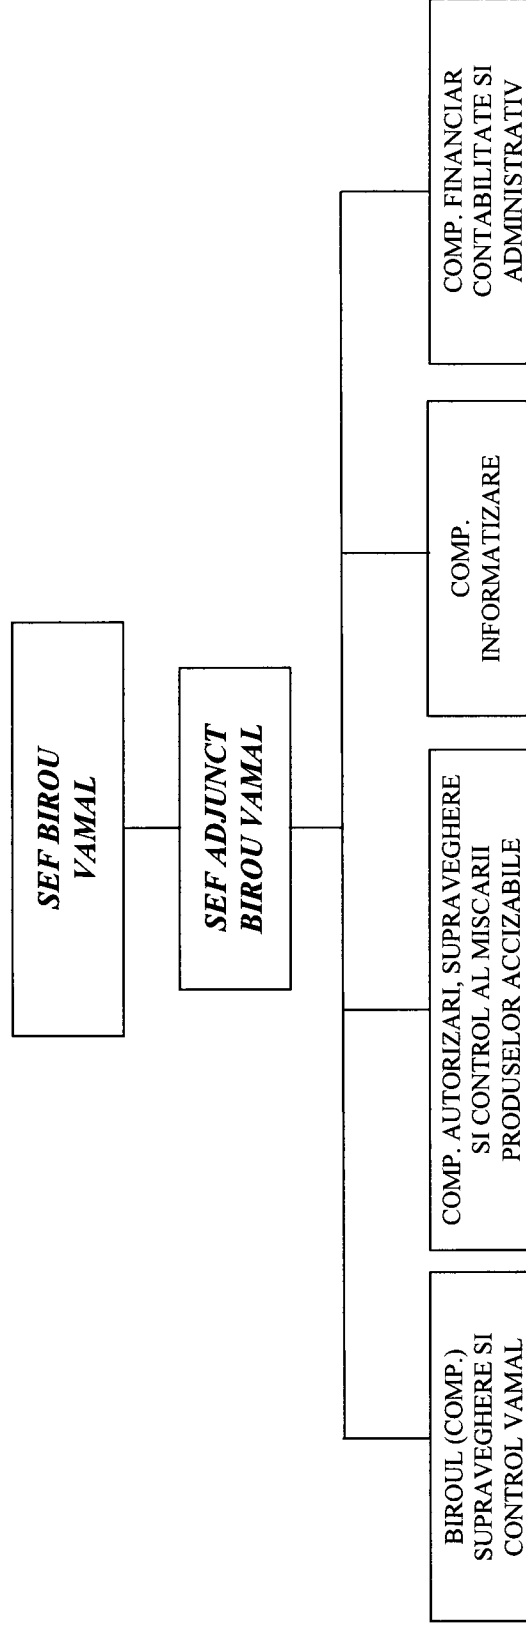 SEF BIROU
VAMAL
SEF ADJUNCT
BIROU VAMAL
BIROUL (COMP.)
SUPRAVEGHERE SI
CONTROL VAMAL
COMP. AUTORIZARI, SUPRAVEGHERE
SI CONTROL AL MISCARII
PRODUSELOR ACCIZABILE
COMP.
INFORMATIZARE
COMP. FINANCIAR
CONTABILITATE SI
ADMINISTRATIV